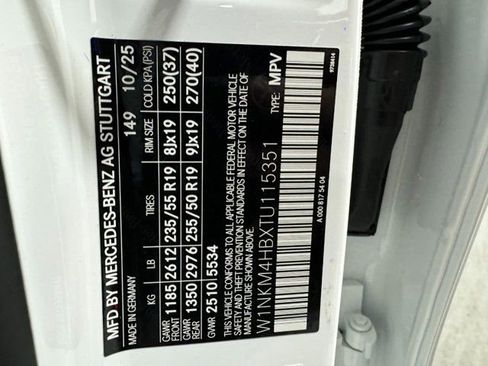 MFD BY MERCEDES-BENZ AG STUTTGART
MADE IN GERMANY 149 10/25
KG LB TIRES RIM SIZE COLD KPA(PSI)
GAWR FRONT 1185 2612 235/55 R19 8Jx19 250(37)
GAWR REAR 1350 2976 255/50 R19 9Jx19 270(40)
GVWR 2510 5534
THIS VEHICLE CONFORMS TO ALL APPLICABLE FEDERAL MOTOR VEHICLE
SAFETY, BUMPER, AND THEFT PREVENTION STANDARDS IN EFFECT ON THE DATE OF
MANUFACTURE SHOWN ABOVE.
W1NKM4HBXTU115351 TYPE: MPV
A 000 817 54 04